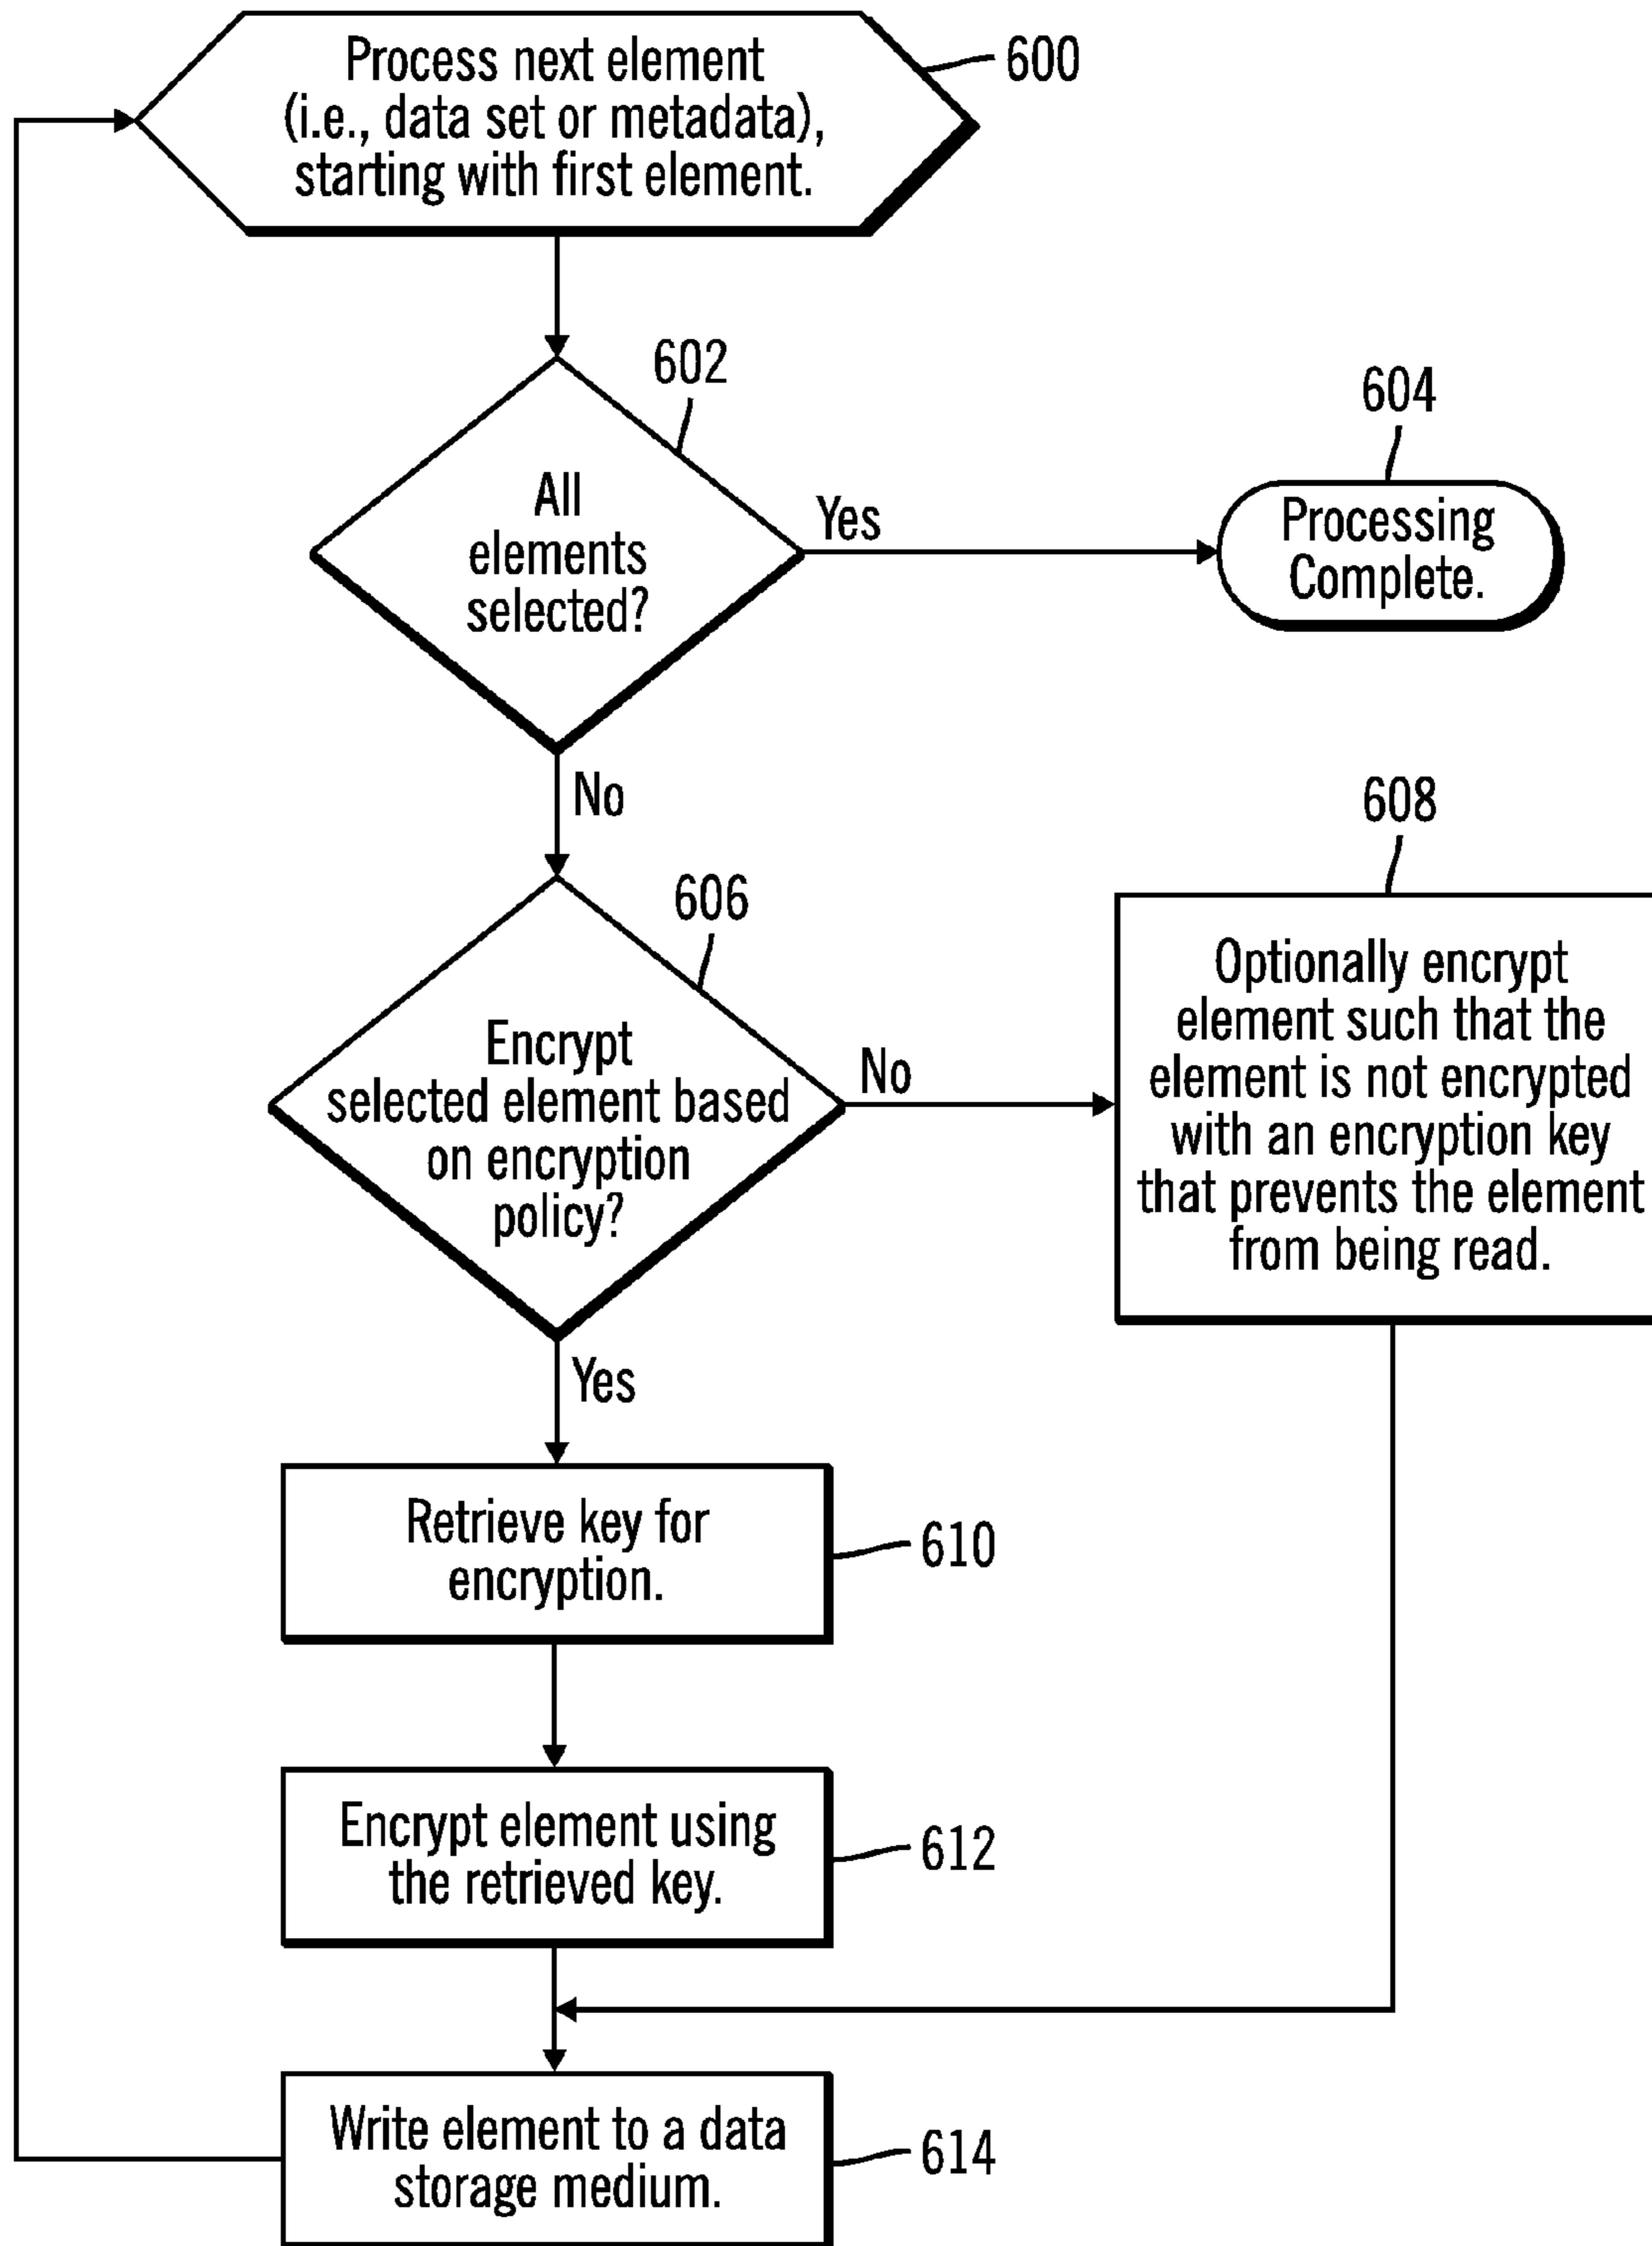 Process next element
(i.e., data set or metadata),
starting with first element.
600
602
All
elements
selected?
Yes
604
Processing
Complete.
No
606
Encrypt
selected element based
on encryption
policy?
No
608
Optionally encrypt
element such that the
element is not encrypted
with an encryption key
that prevents the element
from being read.
Yes
Retrieve key for
encryption.
610
Encrypt element using
the retrieved key.
612
Write element to a data
storage medium.
614